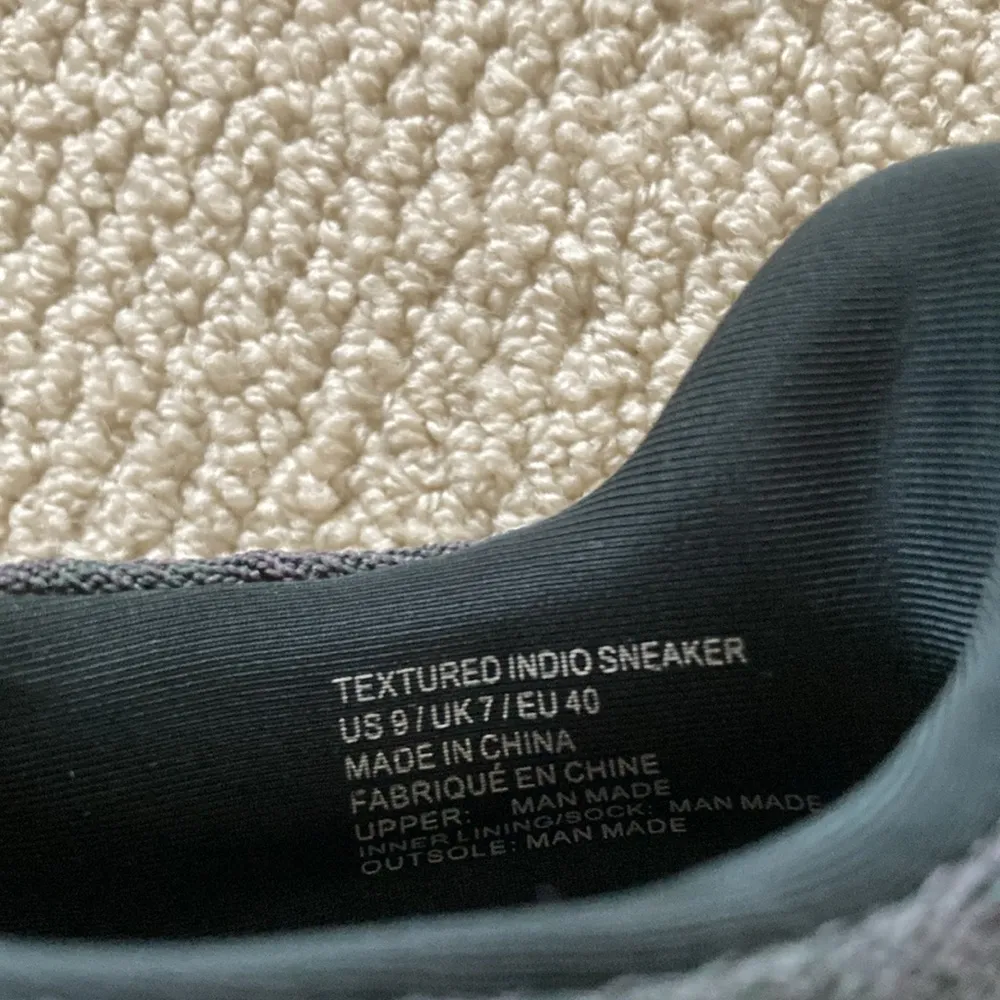 TEXTURED INDIO SNEAKER
US 9 / UK 7 / EU 40
MADE IN CHINA
FABRIQUÉ EN CHINE
UPPER: MAN MADE
INNER LINING/SOCK: MAN MADE
OUTSOLE: MAN MADE